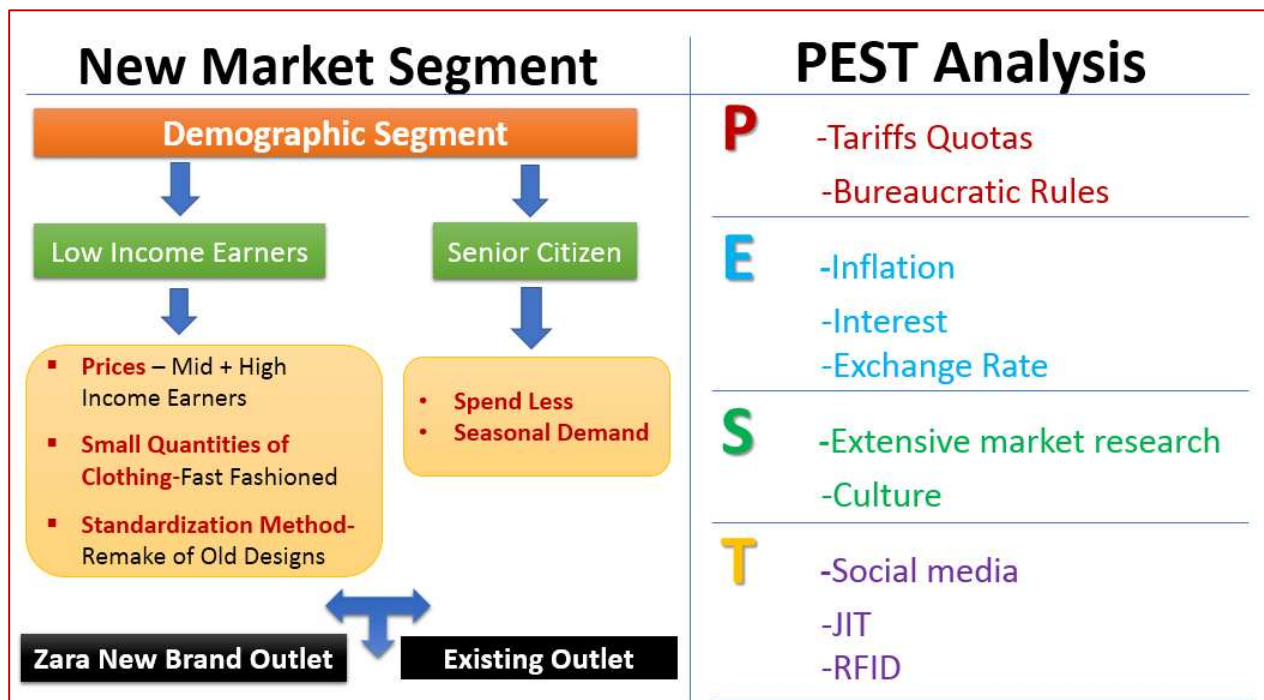 New Market Segment
Demographic Segment
Low Income Earners
Senior Citizen
▪ Prices – Mid + High
Income Earners
▪ Small Quantities of
Clothing-Fast Fashioned
▪ Standardization Method-
Remake of Old Designs
• Spend Less
• Seasonal Demand
Zara New Brand Outlet
Existing Outlet
PEST Analysis
P
-Tariffs Quotas
-Bureaucratic Rules
E
-Inflation
-Interest
-Exchange Rate
S
-Extensive market research
-Culture
T
-Social media
-JIT
-RFID